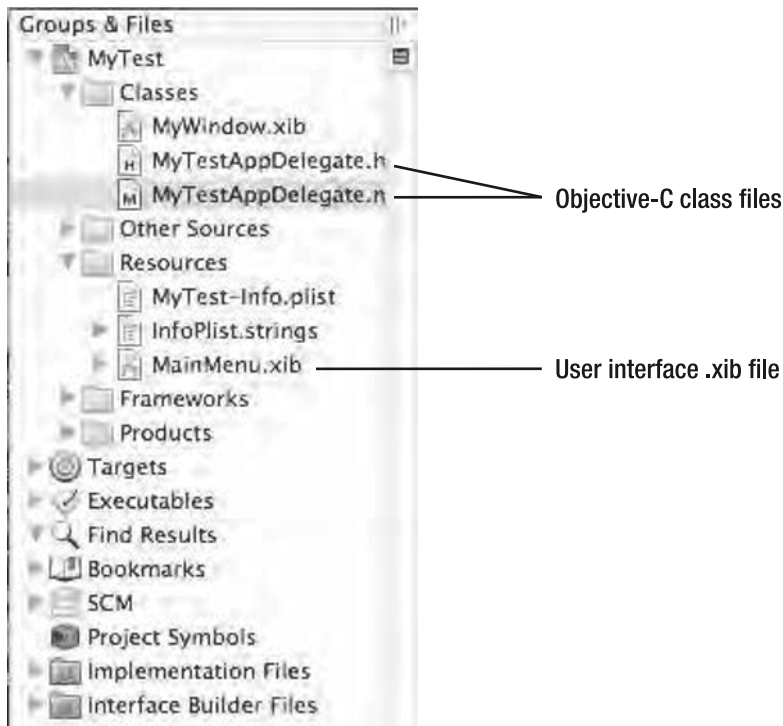 Groups & Files
MyTest
Classes
MyWindow.xib
MyTestAppDelegate.h
MyTestAppDelegate.m
Objective-C class files
Other Sources
Resources
MyTest-Info.plist
InfoPlist.strings
MainMenu.xib
User interface .xib file
Frameworks
Products
Targets
Executables
Find Results
Bookmarks
SCM
Project Symbols
Implementation Files
Interface Builder Files